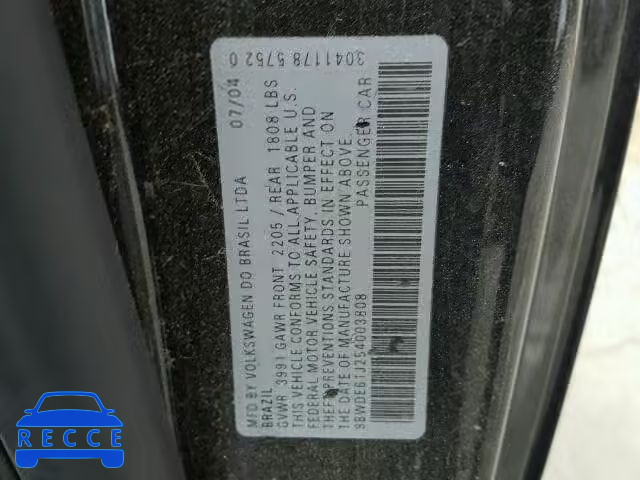 MFD BY VOLKSWAGEN DO BRASIL LTDA 07/04 3041178 5752 0
BRAZIL
GVWR 3991 GAWR FRONT 2205 / REAR 1808 LBS
THIS VEHICLE CONFORMS TO ALL APPLICABLE U.S.
FEDERAL MOTOR VEHICLE SAFETY, BUMPER AND
THEFT PREVENTIONS STANDARDS IN EFFECT ON
THE DATE OF MANUFACTURE SHOWN ABOVE.
9BWDE61J254003808 PASSENGER CAR
RECCE